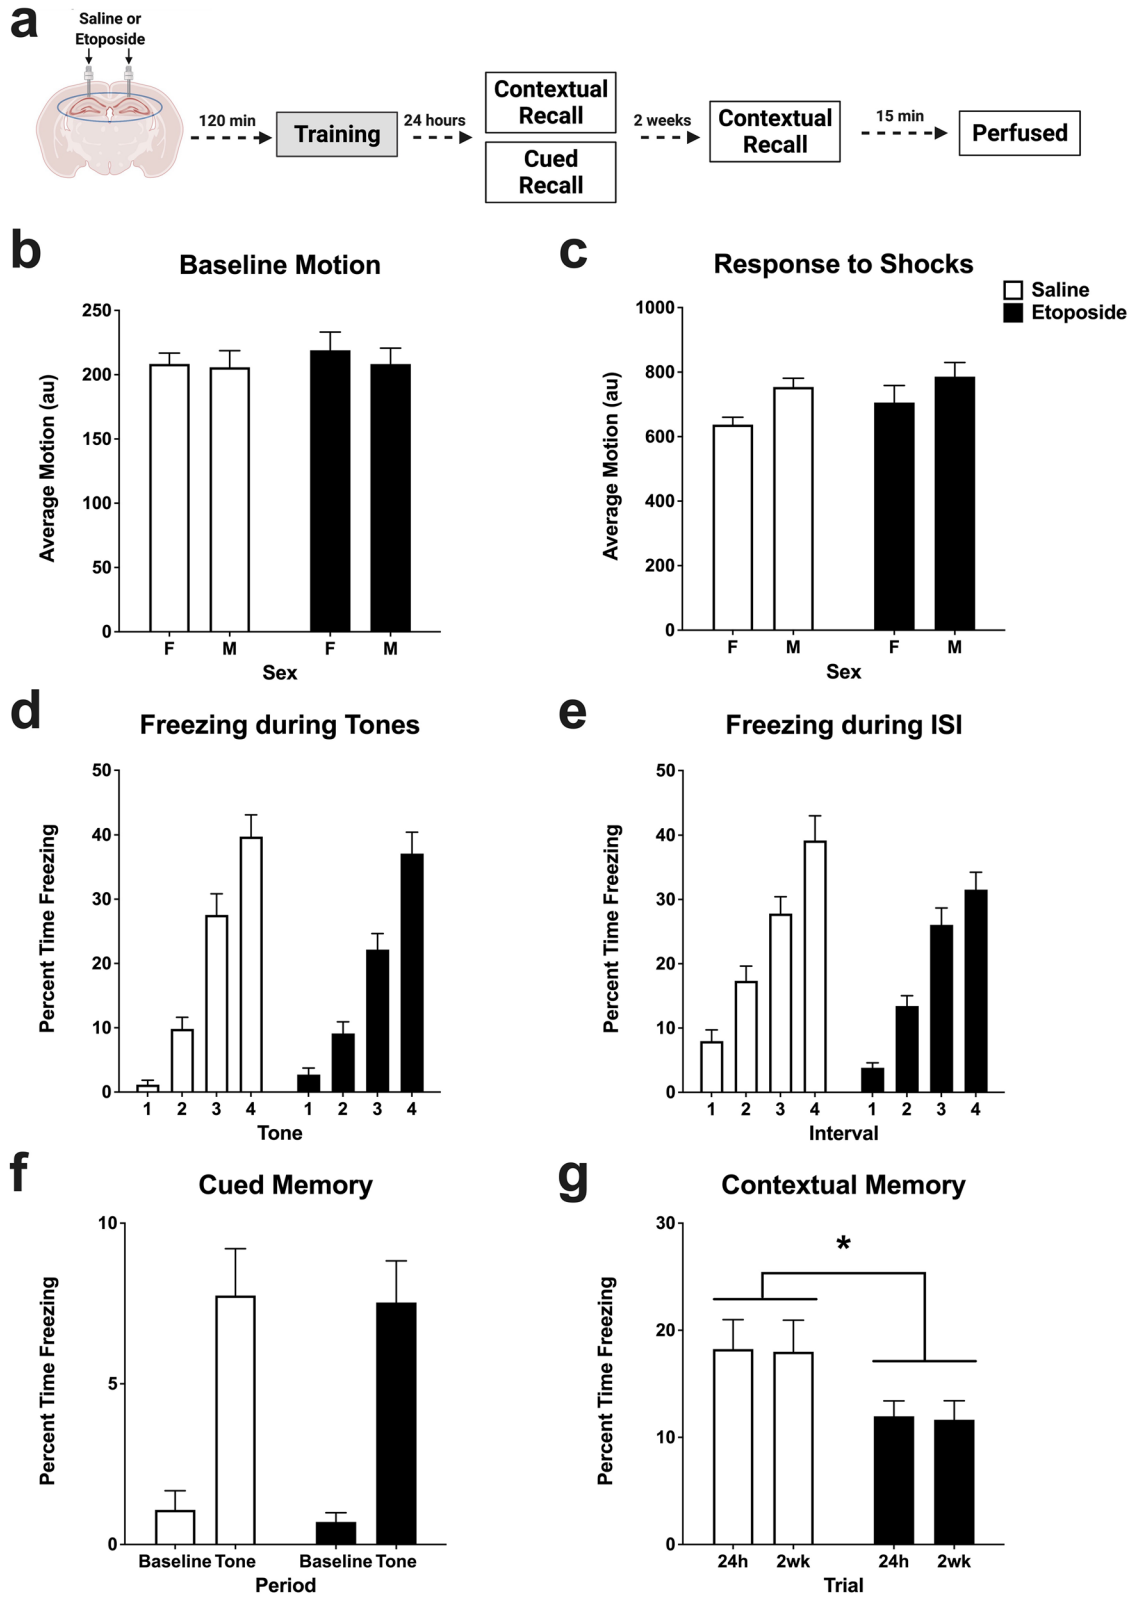 a
Saline or
Etoposide
120 min
Training
24 hours
Contextual
Recall
Cued
Recall
2 weeks
Contextual
Recall
15 min
Perfused
b
Baseline Motion
Average Motion (au)
250
200
150
100
50
0
F M F M
Sex
c
Response to Shocks
Saline
Etoposide
Average Motion (au)
1000
800
600
400
200
0
F M F M
Sex
d
Freezing during Tones
Percent Time Freezing
50
40
30
20
10
0
1 2 3 4 1 2 3 4
Tone
e
Freezing during ISI
Percent Time Freezing
50
40
30
20
10
0
1 2 3 4 1 2 3 4
Interval
f
Cued Memory
Percent Time Freezing
10
5
0
Baseline Tone Baseline Tone
Period
g
Contextual Memory
Percent Time Freezing
30
20
10
0
*
24h 2wk 24h 2wk
Trial